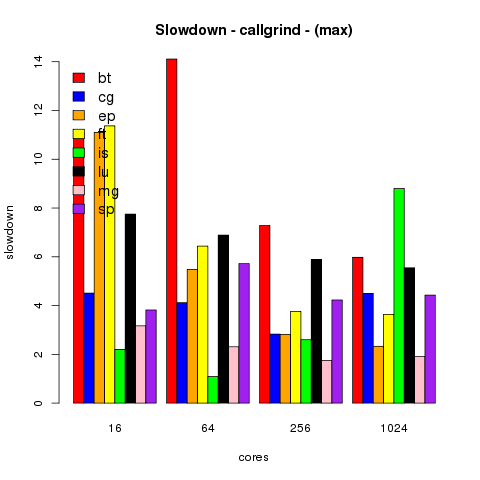 Slowdown - callgrind - (max)
slowdown
14
12
10
8
6
4
2
0
bt
cg
ep
ft
is
lu
mg
sp
16 64 256 1024
cores